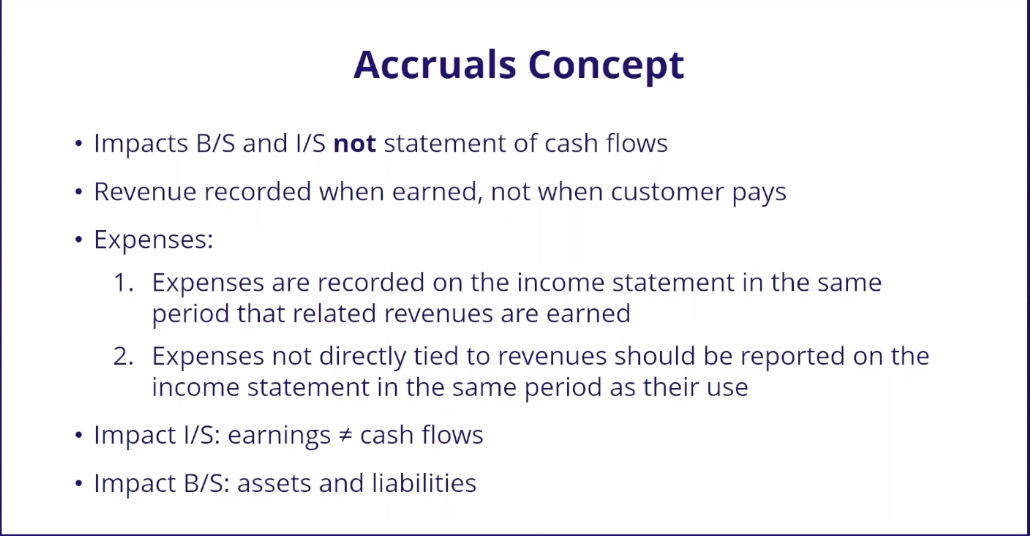 Accruals Concept
• Impacts B/S and I/S not statement of cash flows
• Revenue recorded when earned, not when customer pays
• Expenses:
1. Expenses are recorded on the income statement in the same
period that related revenues are earned
2. Expenses not directly tied to revenues should be reported on the
income statement in the same period as their use
• Impact I/S: earnings ≠ cash flows
• Impact B/S: assets and liabilities